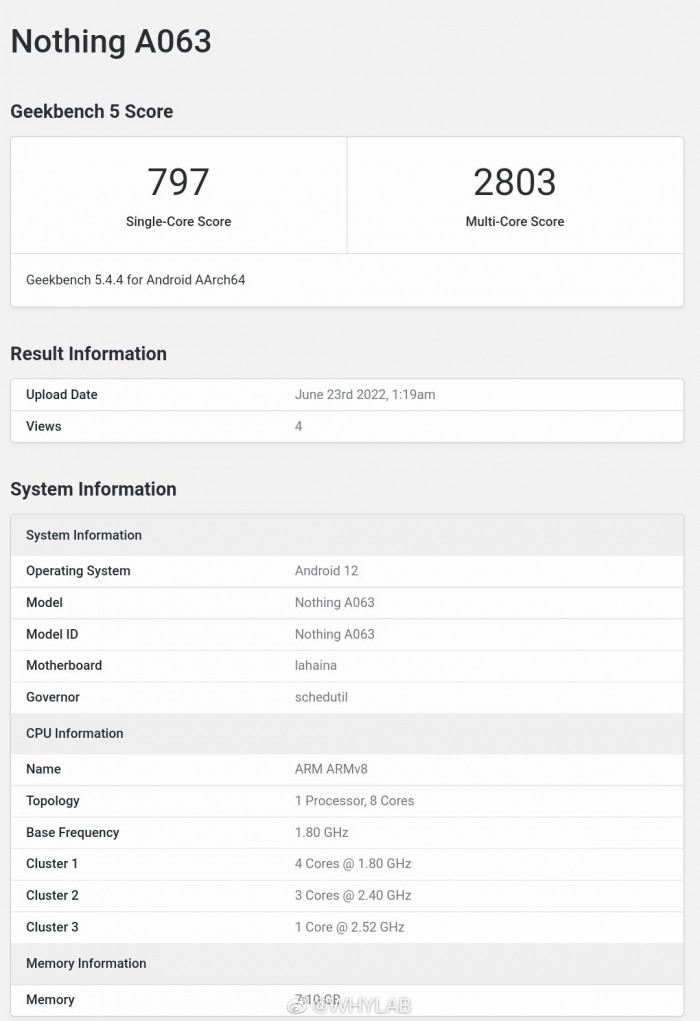 Nothing A063
Geekbench 5 Score
797 2803
Single-Core Score Multi-Core Score
Geekbench 5.4.4 for Android AArch64
Result Information
Upload Date June 23rd 2022, 1:19am
Views 4
System Information
System Information
Operating System Android 12
Model Nothing A063
Model ID Nothing A063
Motherboard lahaina
Governor schedutil
CPU Information
Name ARM ARMv8
Topology 1 Processor, 8 Cores
Base Frequency 1.80 GHz
Cluster 1 4 Cores @ 1.80 GHz
Cluster 2 3 Cores @ 2.40 GHz
Cluster 3 1 Core @ 2.52 GHz
Memory Information
Memory 7.10 GB
@WHYLAB